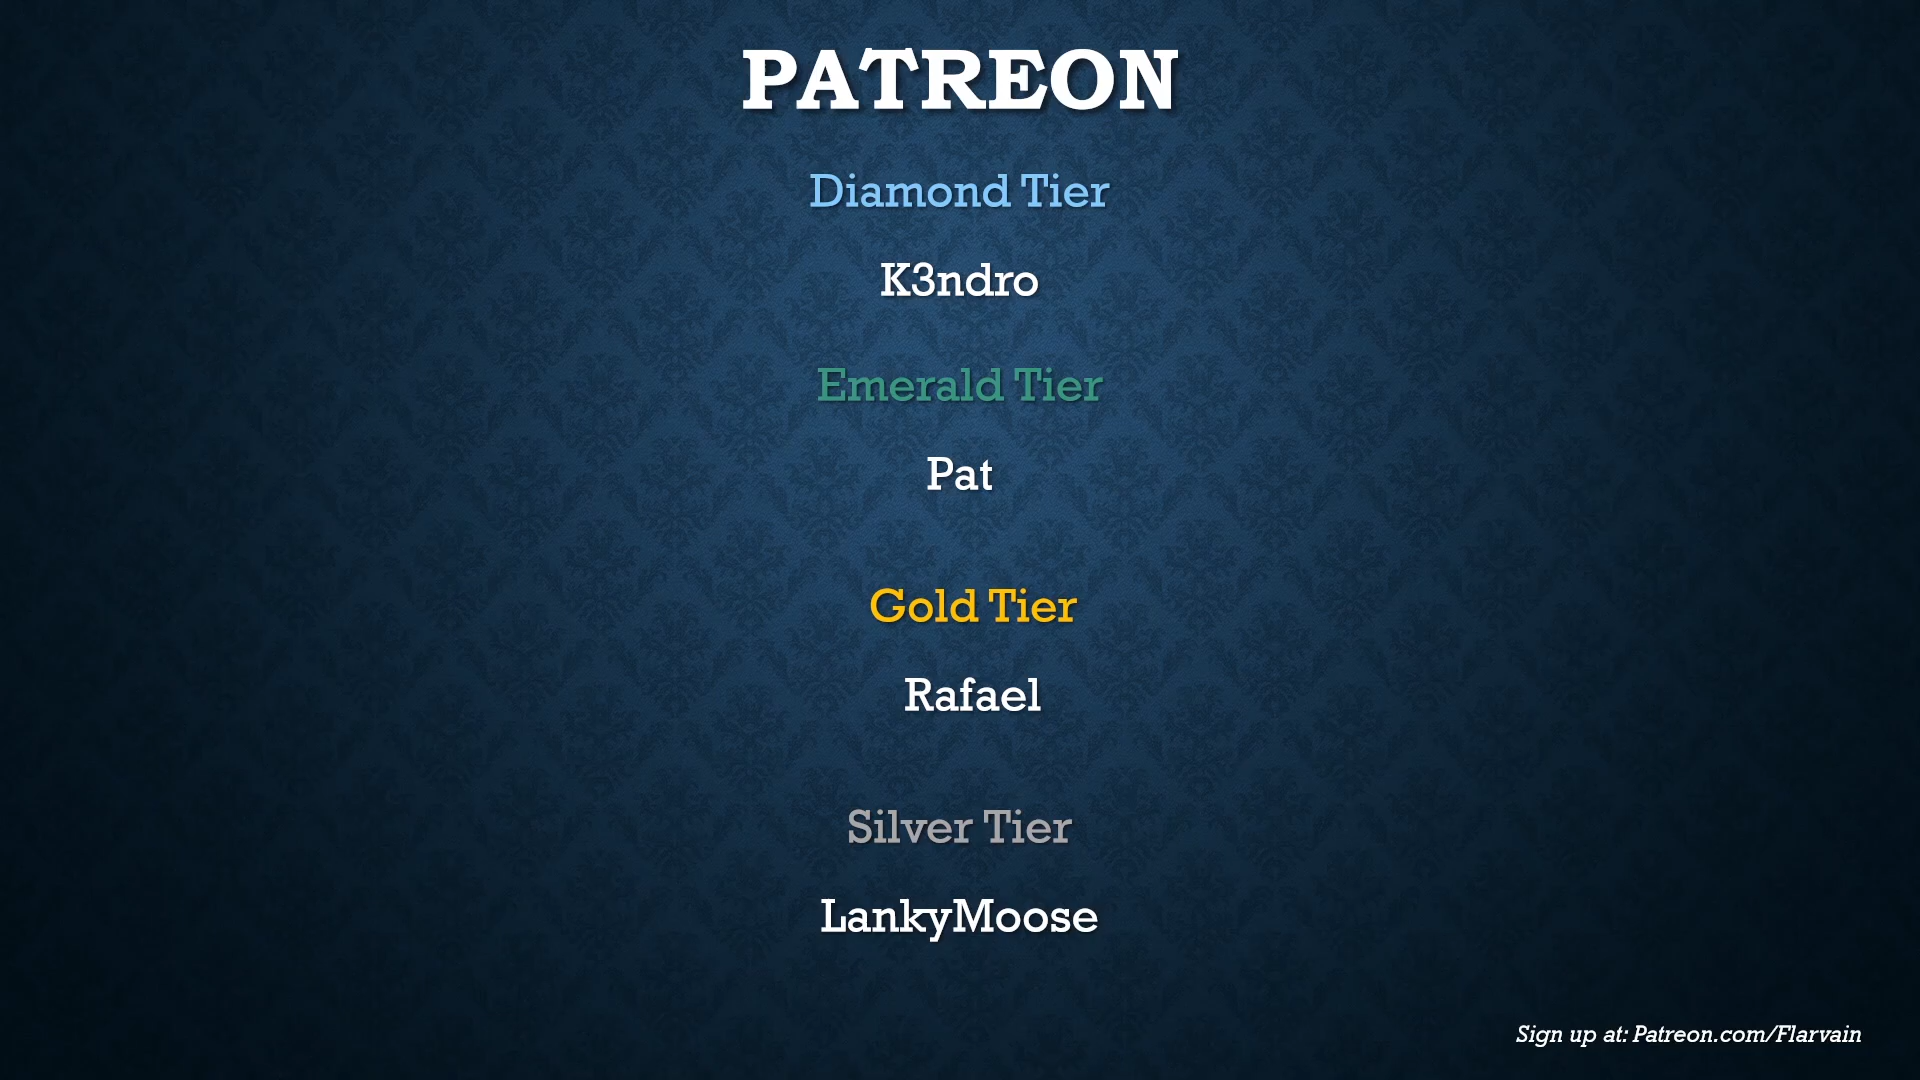 PATREON
Diamond Tier
K3ndro
Emerald Tier
Pat
Gold Tier
Rafael
Silver Tier
LankyMoose
Sign up at: Patreon.com/Flarvain